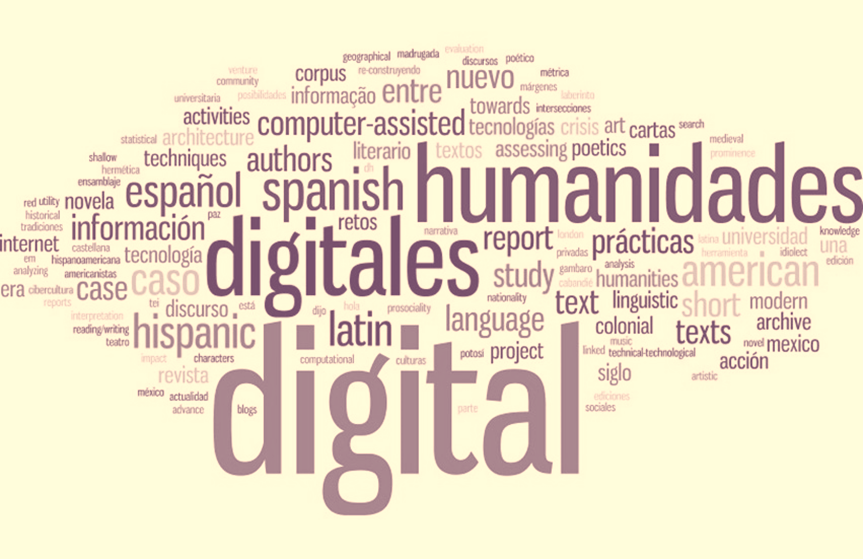 evaluation
geographical madrugada
discursos poético
venture corpus re-construyendo nuevo métrica
community
posibilidades informação entre márgenes
universitaria laberinto
activities towards intersecciones
computer-assisted tecnologías crisis art cartas search
statistical architecture medieval
shallow techniques authors literario textos assessing poetics prominence
hermética dh
ensamblaje español spanish humanidades
red utility novela
historical paz
tradiciones información retos
internet castellana digitales narrativa report london prácticas latina universidad knowledge
una
em hispanoamericana tecnología privadas herramienta idiolect edición
analyzing americanistas caso study gambaro analysis
era cibercultura case cabandié humanities american
reports tei discurso está nationality text linguistic short modern
dijo hola prosociality
interpretation hispanic latin language colonial archive
reading/writing texts
teatro music novel mexico
impact characters computational culturas potosi project linked technical-technological
acción
revista digital siglo artistic
méxico actualidad ediciones
advance blogs parte sociales